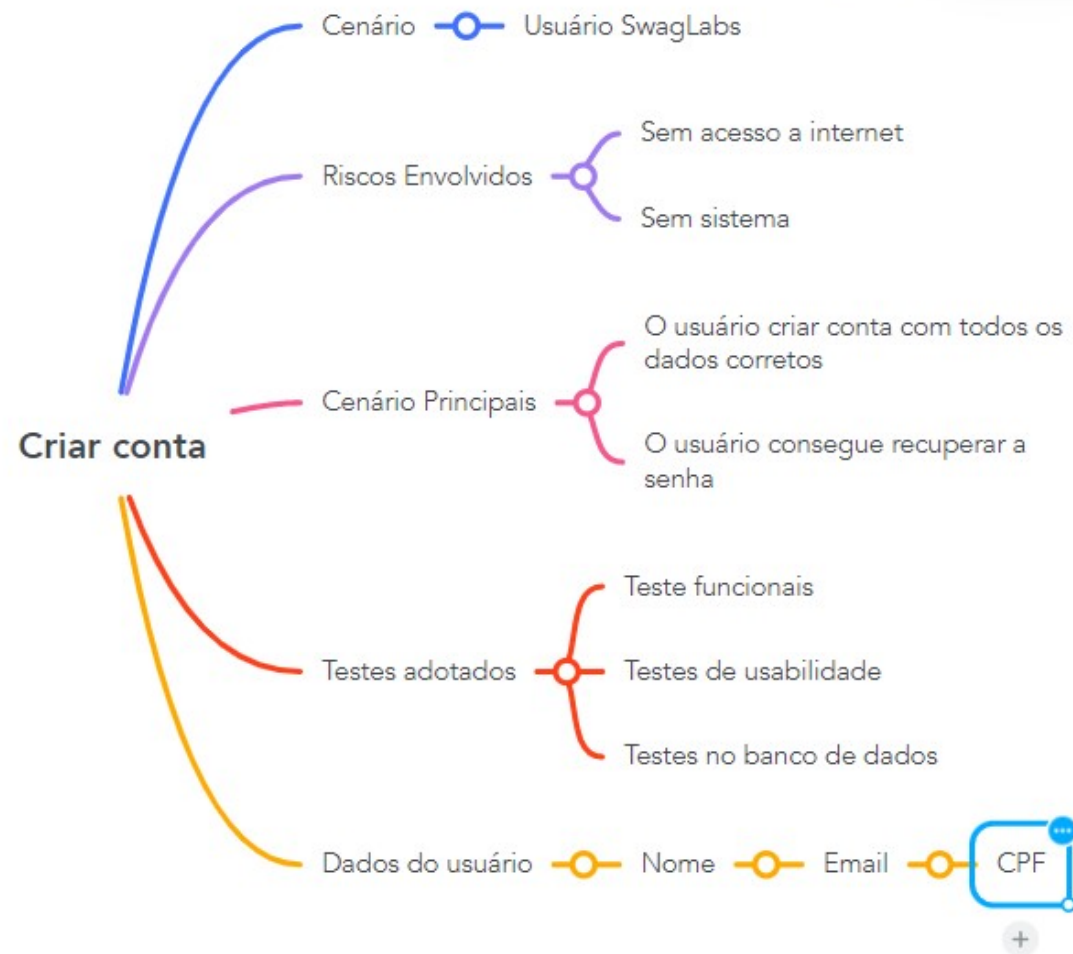 Cenário
Usuário SwagLabs
Riscos Envolvidos
Sem acesso a internet
Sem sistema
Cenário Principais
O usuário criar conta com todos os
dados corretos
O usuário consegue recuperar a
senha
Criar conta
Testes adotados
Teste funcionais
Testes de usabilidade
Testes no banco de dados
Dados do usuário
Nome
Email
CPF